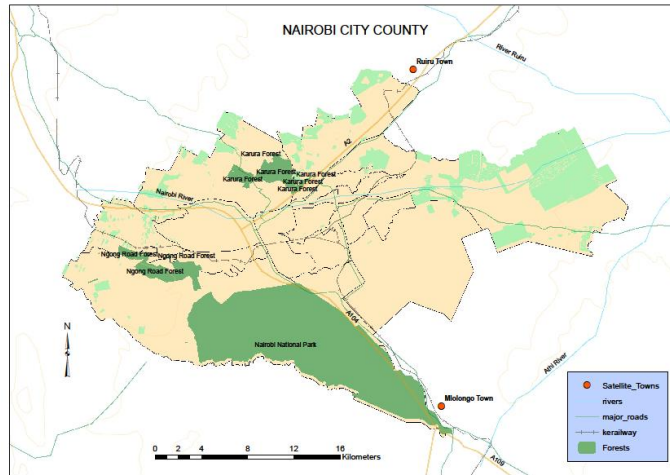 NAIROBI CITY COUNTY
Ruiru Town
River Ruiru
A2
Karura Forest
Karura Forest
Karura Forest
Karura Forest
Karura Forest
Karura Forest
Nairobi River
Ngong Road Forest
Ngong Road Forest
Ngong Road Forest
A104
Nairobi National Park
Athi River
N
Mlolongo Town
A109
0 2 4 8 12 16
Kilometers
Satellite_Towns
rivers
major_roads
kerailway
Forests